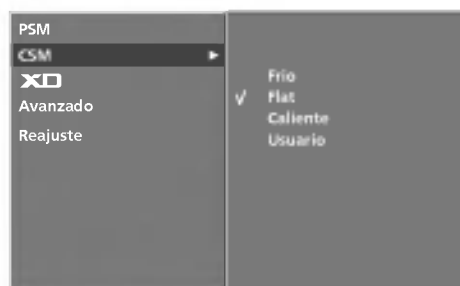 PSM
CSM
XD
Avanzado
Reajuste
Frio
√ Flat
Caliente
Usuario